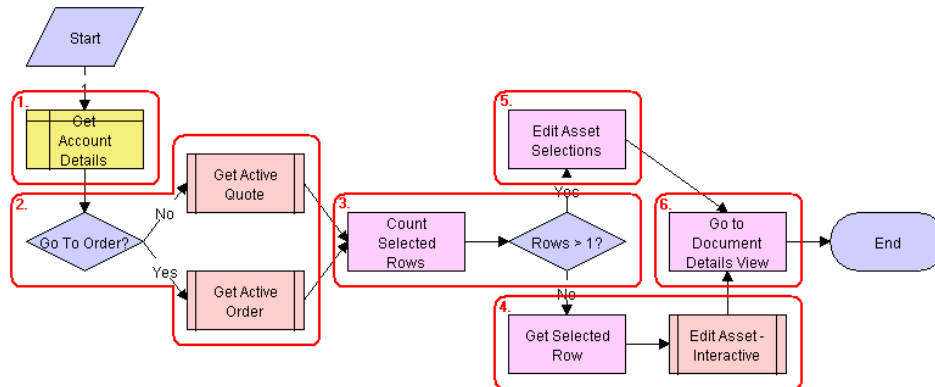 Start
1
1.
Get
Account
Details
2.
Go To Order?
No
Yes
Get Active
Quote
Get Active
Order
3.
Count
Selected
Rows
Rows > 1?
Yes
No
5.
Edit Asset
Selections
4.
Get Selected
Row
Edit Asset -
Interactive
6.
Go to
Document
Details View
End